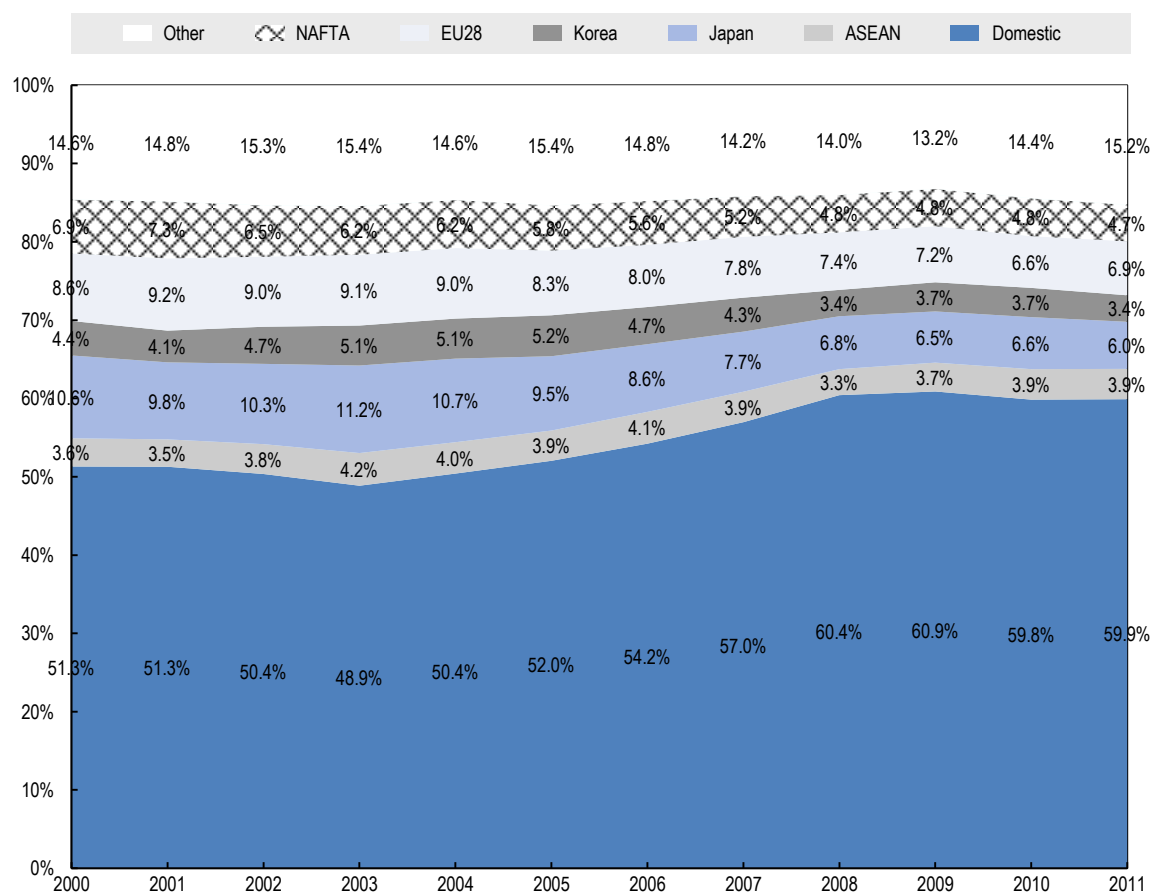 Other NAFTA EU28 Korea Japan ASEAN Domestic
100%
14.6% 14.8% 15.3% 15.4% 14.6% 15.4% 14.8% 14.2% 14.0% 13.2% 14.4% 15.2%
90%
6.9% 7.3% 6.5% 6.2% 6.2% 5.8% 5.6% 5.2% 4.8% 4.8% 4.8% 4.7%
80%
8.6% 9.2% 9.0% 9.1% 9.0% 8.3% 8.0% 7.8% 7.4% 7.2% 6.6% 6.9%
70%
4.4% 4.1% 4.7% 5.1% 5.1% 5.2% 4.7% 4.3% 3.4% 3.7% 3.7% 3.4%
60%
10.6% 9.8% 10.3% 11.2% 10.7% 9.5% 8.6% 7.7% 6.8% 6.5% 6.6% 6.0%
3.6% 3.5% 3.8% 4.2% 4.0% 3.9% 4.1% 3.9% 3.3% 3.7% 3.9% 3.9%
50%
40%
30%
51.3% 51.3% 50.4% 48.9% 50.4% 52.0% 54.2% 57.0% 60.4% 60.9% 59.8% 59.9%
20%
10%
0%
2000 2001 2002 2003 2004 2005 2006 2007 2008 2009 2010 2011